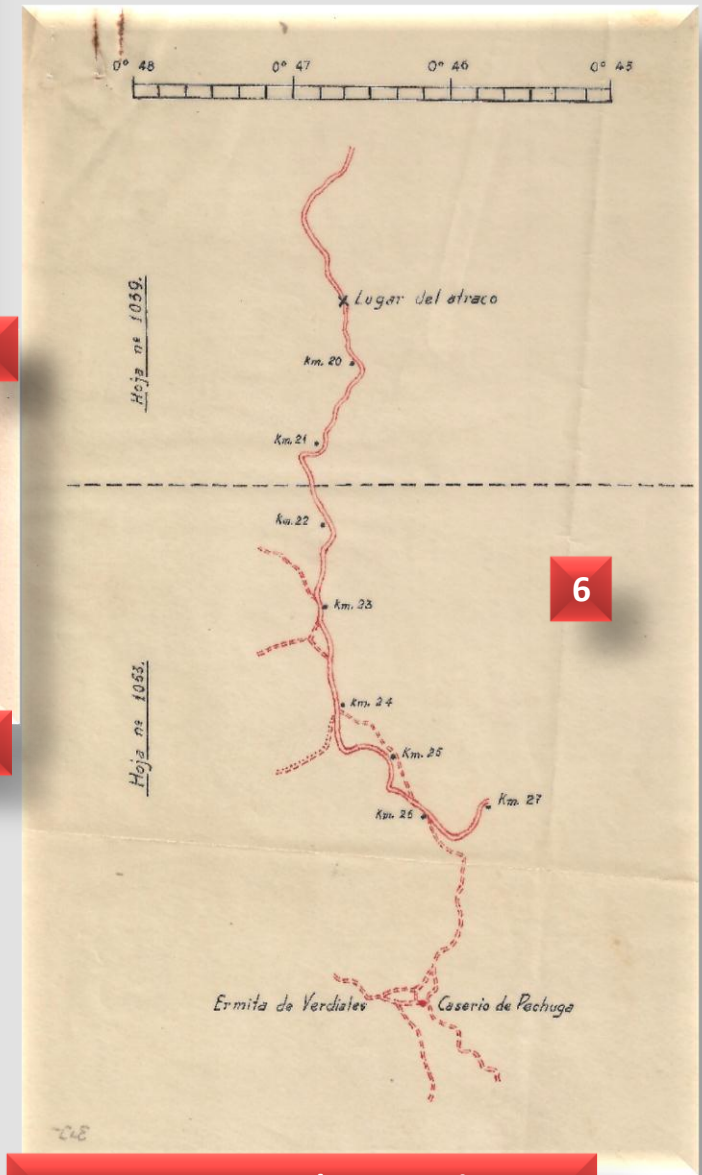 0° 48 0° 47 0° 46 0° 45
Lugar del atraco
Hoja nº 1039.
Km. 20
Km. 21
Km. 22
6
Km. 23
Hoja nº 1053.
Km. 24
Km. 25
Km. 27
Km. 26
Ermita de Verdiales Caserio de Pechuga